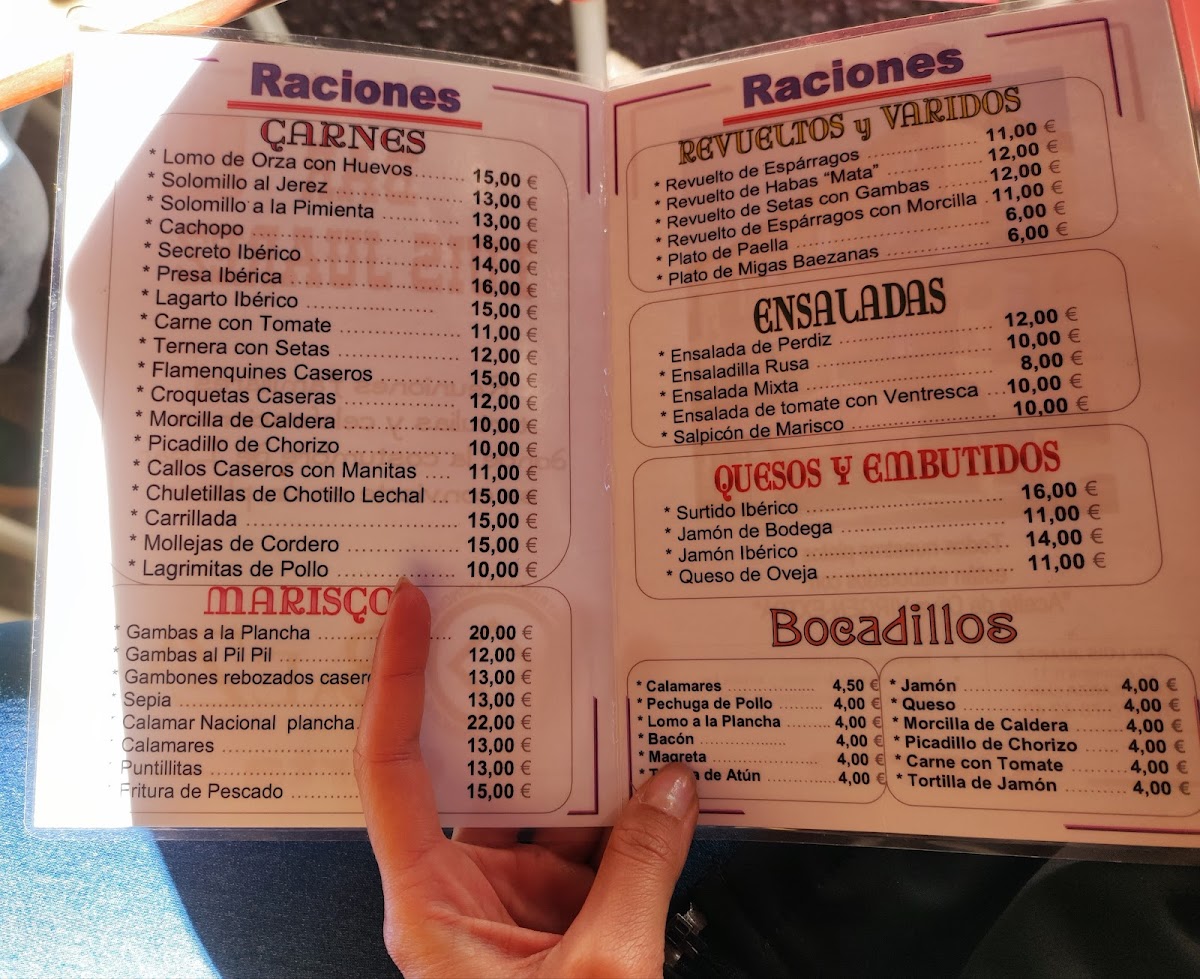 Raciones
CARNES
* Lomo de Orza con Huevos........ 15,00 €
* Solomillo al Jerez ........ 13,00 €
* Solomillo a la Pimienta ........ 13,00 €
* Cachopo ........ 18,00 €
* Secreto Ibérico ........ 14,00 €
* Presa Ibérica ........ 16,00 €
* Lagarto Ibérico ........ 15,00 €
* Carne con Tomate ........ 11,00 €
* Ternera con Setas ........ 12,00 €
* Flamenquines Caseros ........ 15,00 €
* Croquetas Caseras ........ 12,00 €
* Morcilla de Caldera ........ 10,00 €
* Picadillo de Chorizo ........ 10,00 €
* Callos Caseros con Manitas .... 11,00 €
* Chuletillas de Chotillo Lechal ... 15,00 €
* Carrillada ........ 15,00 €
* Mollejas de Cordero ........ 15,00 €
* Lagrimitas de Pollo ........ 10,00 €
MARISCO
* Gambas a la Plancha ........ 20,00 €
* Gambas al Pil Pil ........ 12,00 €
* Gambones rebozados 13,00 €
* Sepia ........ 13,00 €
* Calamar Nacional plancha. 22,00 €
* Calamares ........ 13,00 €
* Puntillitas ........ 13,00 €
* Fritura de Pescado ........ 15,00 €
Raciones
REVUELTOS y VARIDOS
* Revuelto de Espárragos ........ 11,00 €
* Revuelto de Habas “Mata” ........ 12,00 €
* Revuelto de Setas con Gambas ........ 12,00 €
* Revuelto de Espárragos con Morcilla . 11,00 €
* Plato de Paella ........ 6,00 €
* Plato de Migas Baezanas ........ 6,00 €
ENSALADAS
* Ensalada de Perdiz ........ 12,00 €
* Ensaladilla Rusa ........ 10,00 €
* Ensalada Mixta ........ 8,00 €
* Ensalada de tomate con Ventresca ... 10,00 €
* Salpicón de Marisco ........ 10,00 €
QUESOS Y EMBUTIDOS
* Surtido Ibérico ........ 16,00 €
* Jamón de Bodega ........ 11,00 €
* Jamón Ibérico ........ 14,00 €
* Queso de Oveja ........ 11,00 €
Bocadillos
* Calamares ........ 4,50 €
* Pechuga de Pollo ........ 4,00 €
* Lomo a la Plancha ....... 4,00 €
* Bacón ........ 4,00 €
* Magreta ........ 4,00 €
* de Atún ........ 4,00 €
* Jamón ........ 4,00 €
* Queso ........ 4,00 €
* Morcilla de Caldera ........ 4,00 €
* Picadillo de Chorizo ..... 4,00 €
* Carne con Tomate ........ 4,00 €
* Tortilla de Jamón ........ 4,00 €